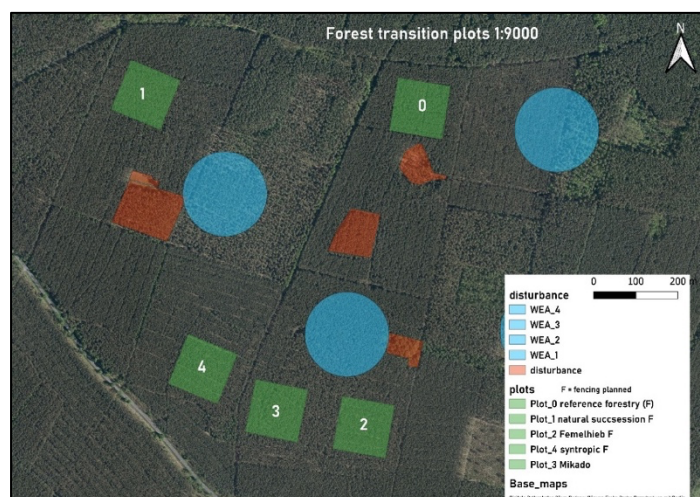 Forest transition plots 1:9000
N
1
0
4
3
2
0 100 200 m
disturbance
WEA_4
WEA_3
WEA_2
WEA_1
disturbance
plots F = fencing planned
Plot_0 reference forestry (F)
Plot_1 natural succsession F
Plot_2 Femelhieb F
Plot_4 syntropic F
Plot_3 Mikado
Base_maps